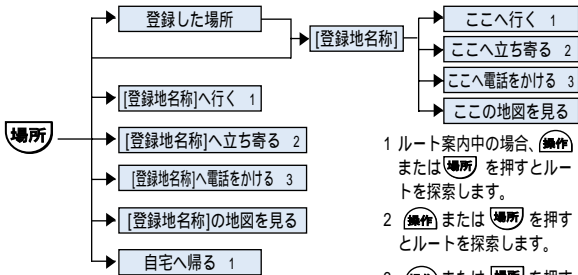 場所
登録した場所
[登録地名称]へ行く 1
[登録地名称]へ立ち寄る 2
[登録地名称]へ電話をかける 3
[登録地名称]の地図を見る
自宅へ帰る 1
[登録地名称]
ここへ行く 1
ここへ立ち寄る 2
ここへ電話をかける 3
ここの地図を見る
1 ルート案内中の場合、操作
または場所 を押すとルー
トを探索します。
2 操作 または 場所 を押す
とルートを探索します。